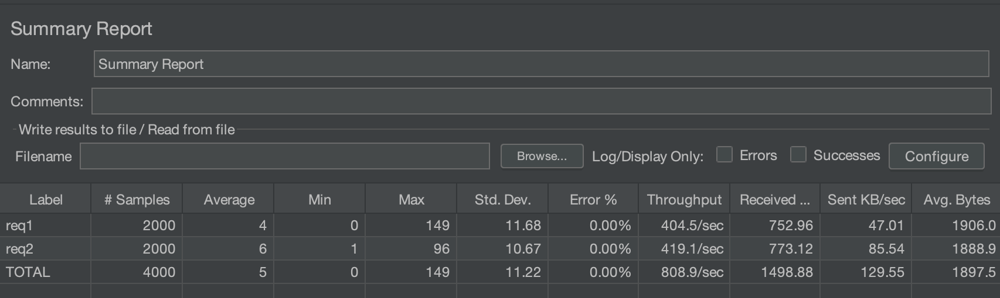 Summary Report
Name: Summary Report
Comments:
Write results to file / Read from file
Filename Browse... Log/Display Only: Errors Successes Configure
Label # Samples Average Min Max Std. Dev. Error % Throughput Received ... Sent KB/sec Avg. Bytes
req1 2000 4 0 149 11.68 0.00% 404.5/sec 752.96 47.01 1906.0
req2 2000 6 1 96 10.67 0.00% 419.1/sec 773.12 85.54 1888.9
TOTAL 4000 5 0 149 11.22 0.00% 808.9/sec 1498.88 129.55 1897.5